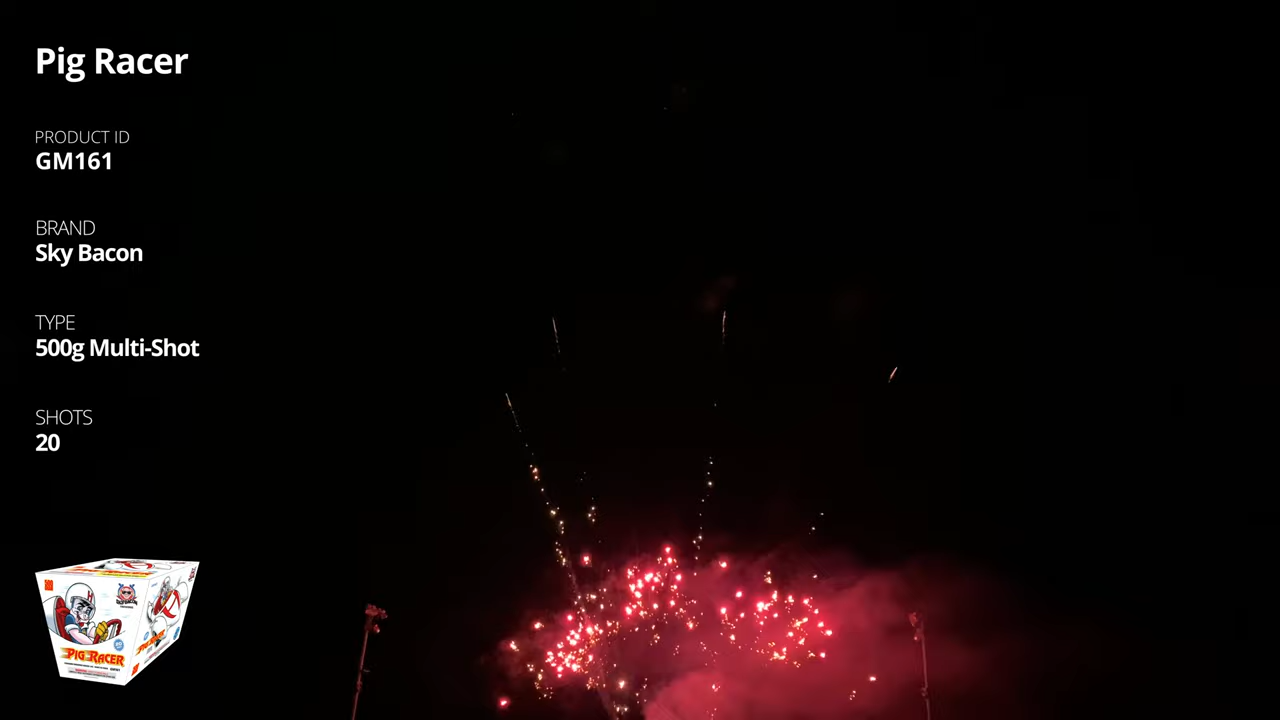 Pig Racer
PRODUCT ID
GM161
BRAND
Sky Bacon
TYPE
500g Multi-Shot
SHOTS
20
PIG RACER